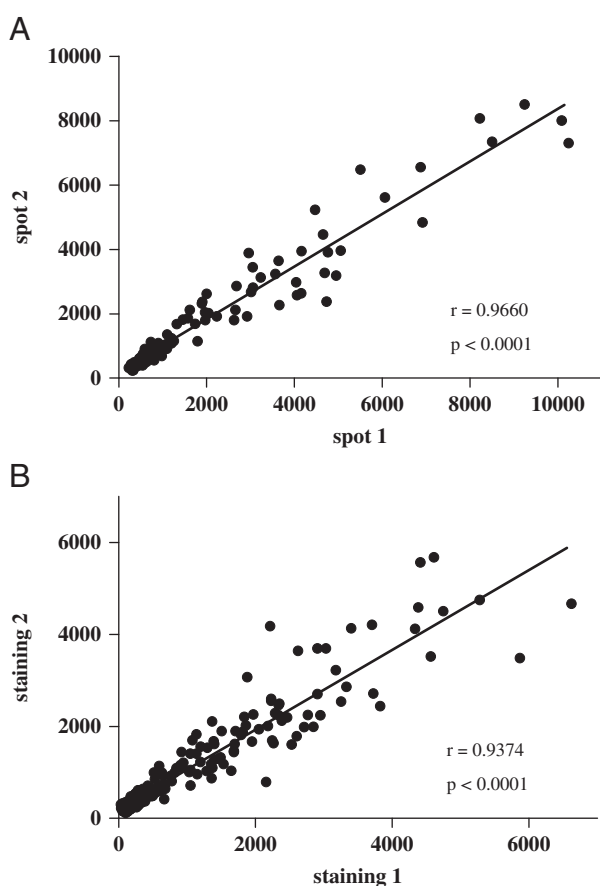 A
10000
8000
6000
4000
2000
0
spot 2
0 2000 4000 6000 8000 10000
spot 1
r = 0.9660
p < 0.0001
B
6000
4000
2000
0
staining 2
0 2000 4000 6000
staining 1
r = 0.9374
p < 0.0001